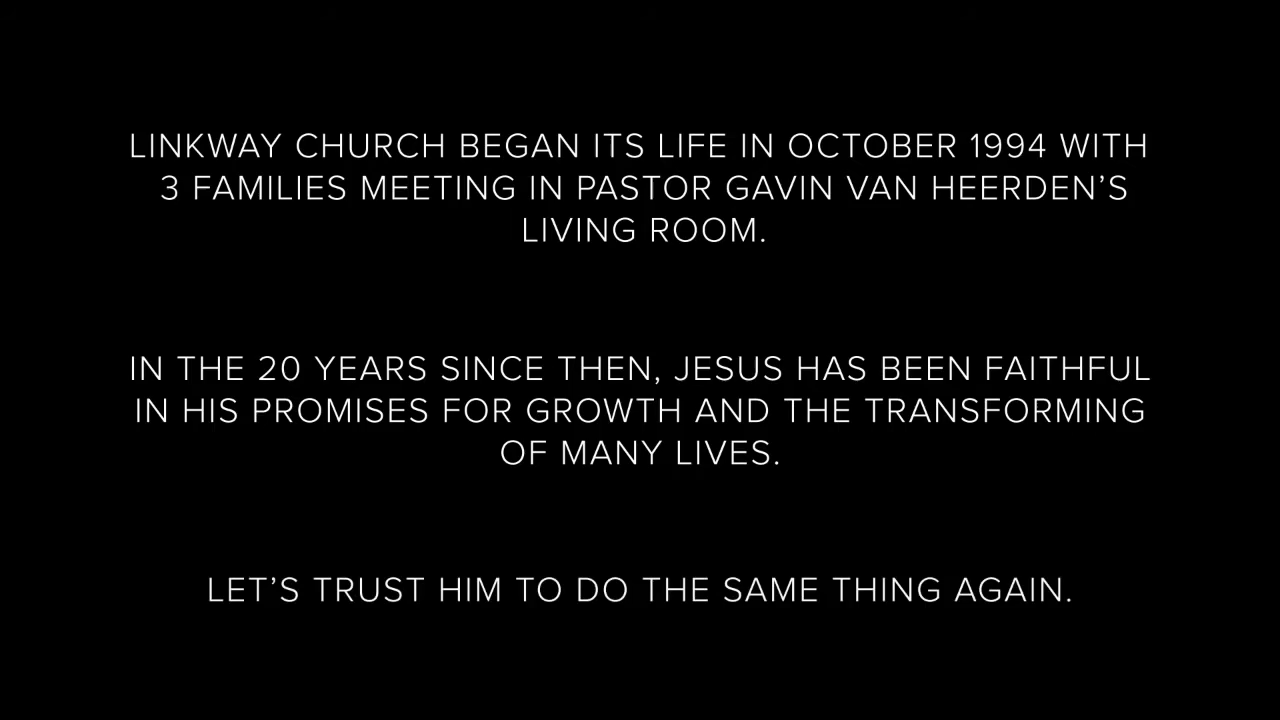 LINKWAY CHURCH BEGAN ITS LIFE IN OCTOBER 1994 WITH
3 FAMILIES MEETING IN PASTOR GAVIN VAN HEERDEN’S
LIVING ROOM.
IN THE 20 YEARS SINCE THEN, JESUS HAS BEEN FAITHFUL
IN HIS PROMISES FOR GROWTH AND THE TRANSFORMING
OF MANY LIVES.
LET’S TRUST HIM TO DO THE SAME THING AGAIN.